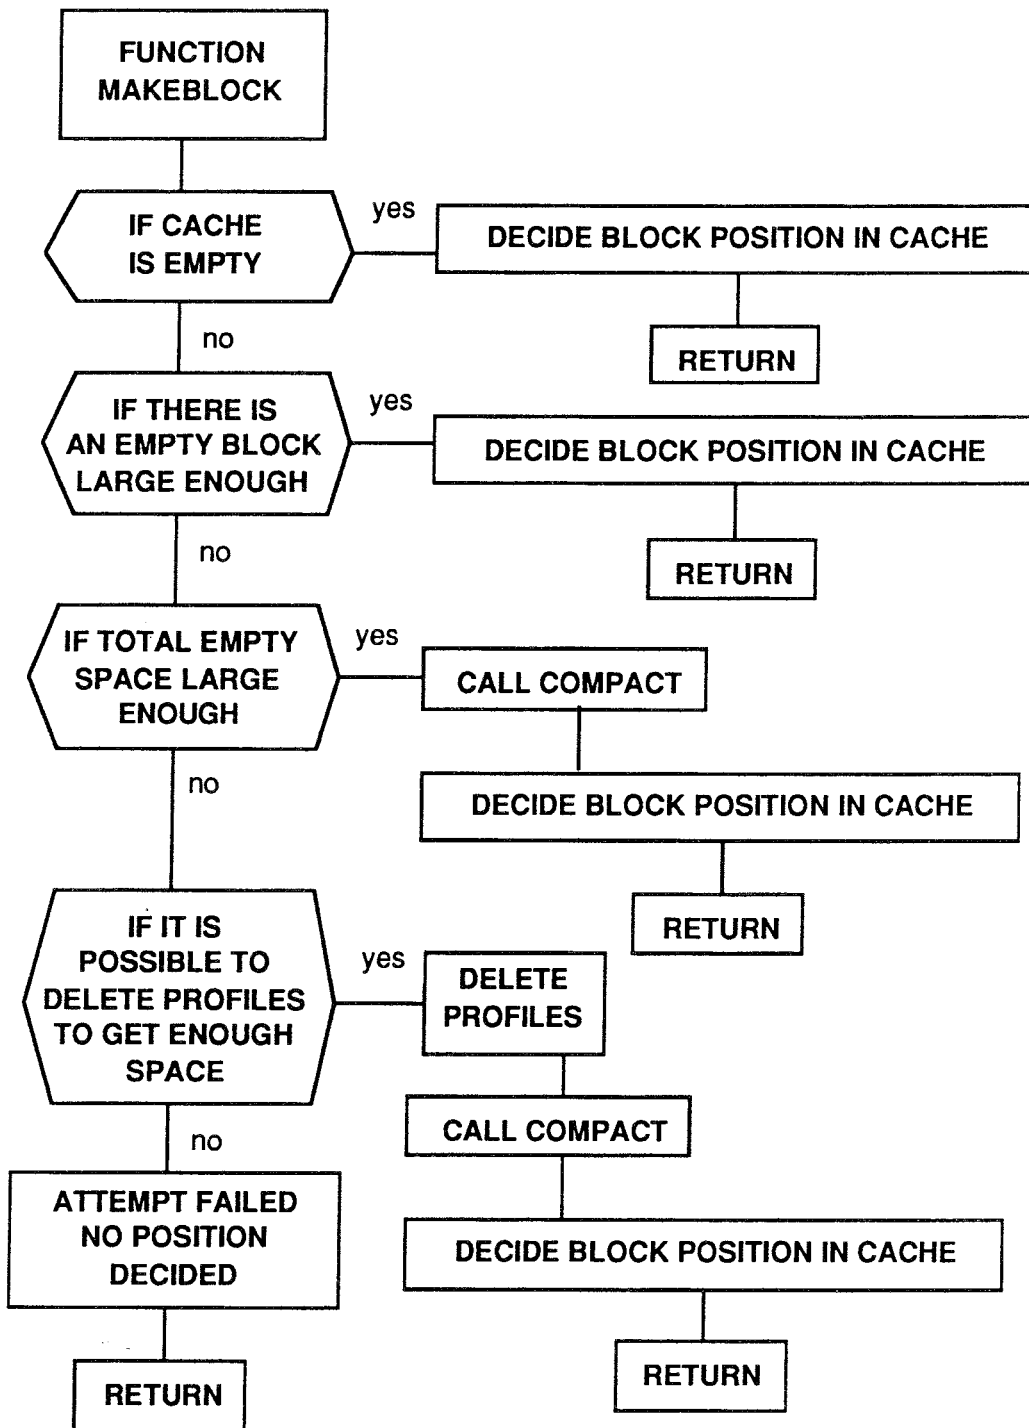 FUNCTION
MAKEBLOCK
IF CACHE
IS EMPTY
yes
DECIDE BLOCK POSITION IN CACHE
RETURN
no
IF THERE IS
AN EMPTY BLOCK
LARGE ENOUGH
yes
DECIDE BLOCK POSITION IN CACHE
RETURN
no
IF TOTAL EMPTY
SPACE LARGE
ENOUGH
yes
CALL COMPACT
DECIDE BLOCK POSITION IN CACHE
RETURN
no
IF IT IS
POSSIBLE TO
DELETE PROFILES
TO GET ENOUGH
SPACE
yes
DELETE
PROFILES
CALL COMPACT
DECIDE BLOCK POSITION IN CACHE
RETURN
no
ATTEMPT FAILED
NO POSITION
DECIDED
RETURN